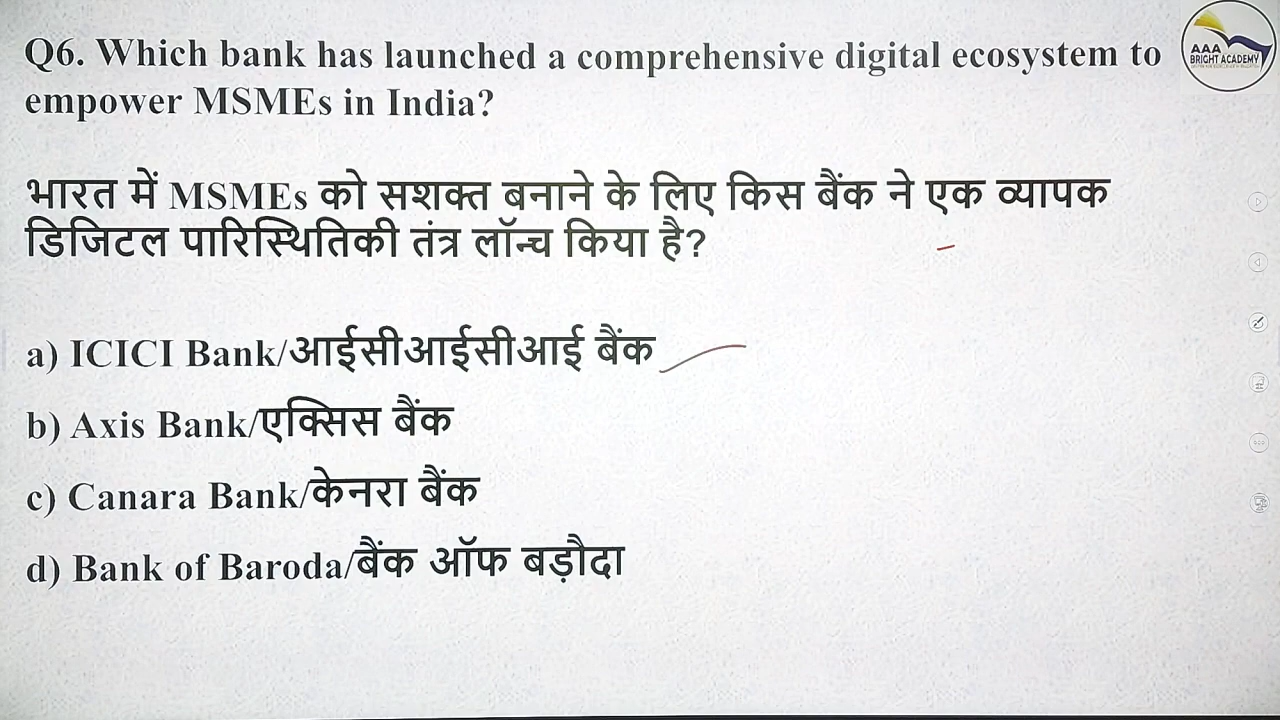 Q6. Which bank has launched a comprehensive digital ecosystem to
empower MSMEs in India?
AAA
BRIGHT ACADEMY
भारत में MSMEs को सशक्त बनाने के लिए किस बैंक ने एक व्यापक
डिजिटल पारिस्थितिकी तंत्र लॉन्च किया है?
a) ICICI Bank/आईसीआईसीआई बैंक
b) Axis Bank/एक्सिस बैंक
c) Canara Bank/केनरा बैंक
d) Bank of Baroda/बैंक ऑफ बड़ौदा